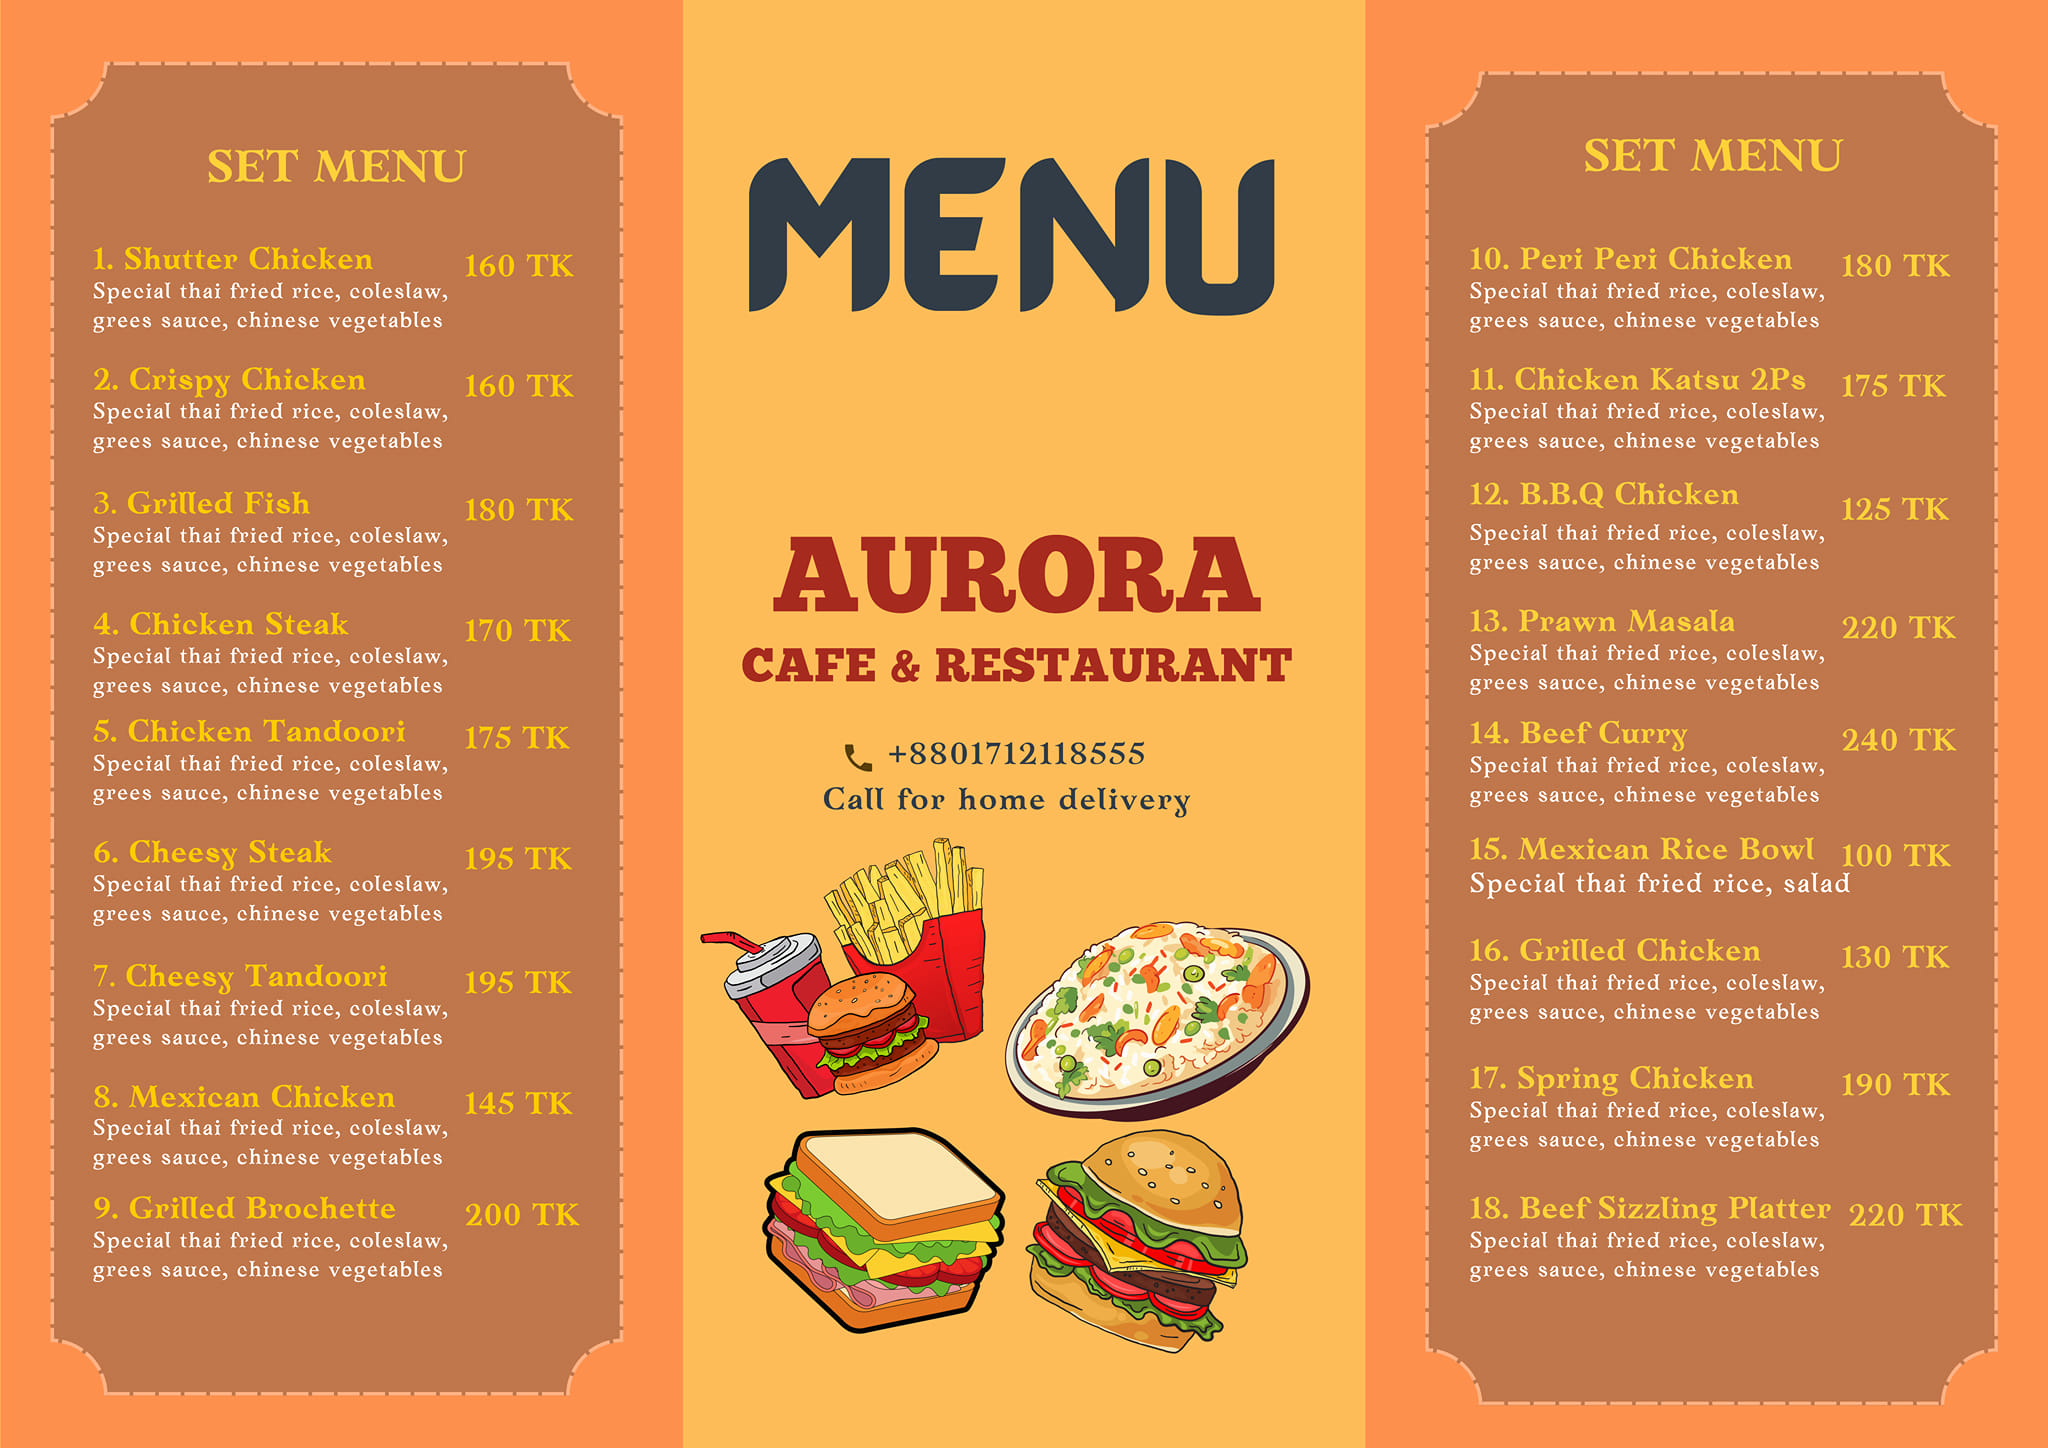 SET MENU
1. Shutter Chicken 160 TK
Special thai fried rice, coleslaw,
grees sauce, chinese vegetables
2. Crispy Chicken 160 TK
Special thai fried rice, coleslaw,
grees sauce, chinese vegetables
3. Grilled Fish 180 TK
Special thai fried rice, coleslaw,
grees sauce, chinese vegetables
4. Chicken Steak 170 TK
Special thai fried rice, coleslaw,
grees sauce, chinese vegetables
5. Chicken Tandoori 175 TK
Special thai fried rice, coleslaw,
grees sauce, chinese vegetables
6. Cheesy Steak 195 TK
Special thai fried rice, coleslaw,
grees sauce, chinese vegetables
7. Cheesy Tandoori 195 TK
Special thai fried rice, coleslaw,
grees sauce, chinese vegetables
8. Mexican Chicken 145 TK
Special thai fried rice, coleslaw,
grees sauce, chinese vegetables
9. Grilled Brochette 200 TK
Special thai fried rice, coleslaw,
grees sauce, chinese vegetables
MENU
AURORA
CAFE & RESTAURANT
+8801712118555
Call for home delivery
SET MENU
10. Peri Peri Chicken 180 TK
Special thai fried rice, coleslaw,
grees sauce, chinese vegetables
11. Chicken Katsu 2Ps 175 TK
Special thai fried rice, coleslaw,
grees sauce, chinese vegetables
12. B.B.Q Chicken 125 TK
Special thai fried rice, coleslaw,
grees sauce, chinese vegetables
13. Prawn Masala 220 TK
Special thai fried rice, coleslaw,
grees sauce, chinese vegetables
14. Beef Curry 240 TK
Special thai fried rice, coleslaw,
grees sauce, chinese vegetables
15. Mexican Rice Bowl 100 TK
Special thai fried rice, salad
16. Grilled Chicken 130 TK
Special thai fried rice, coleslaw,
grees sauce, chinese vegetables
17. Spring Chicken 190 TK
Special thai fried rice, coleslaw,
grees sauce, chinese vegetables
18. Beef Sizzling Platter 220 TK
Special thai fried rice, coleslaw,
grees sauce, chinese vegetables